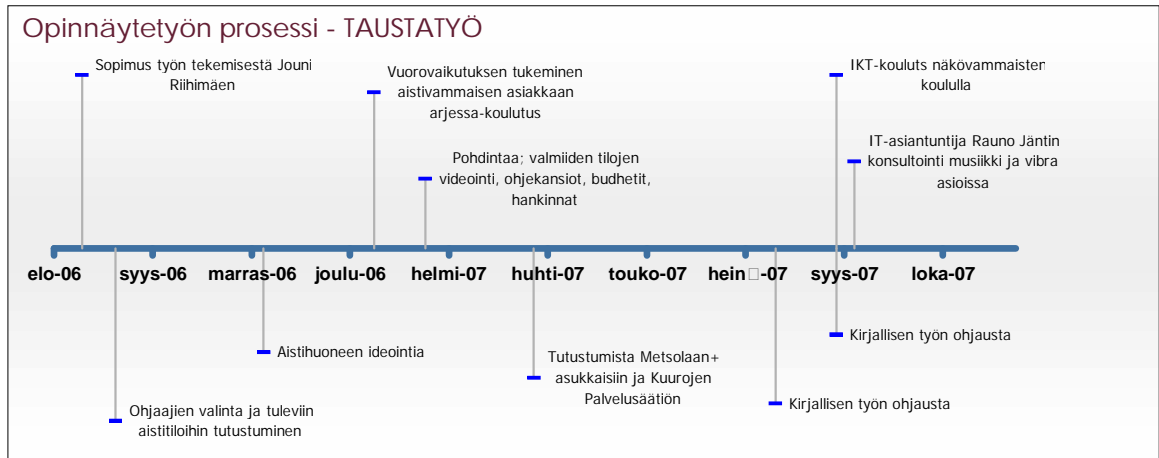 Opinnäytetyön prosessi - TAUSTATYÖ
Sopimus työn tekemisestä Jouni
Riihimäen
Vuorovaikutuksen tukeminen
aistivammaisen asiakkaan
arjessa-koulutus
IKT-kouluts näkövammaisten
koululla
Pohdintaa; valmiiden tilojen
videointi, ohjekansiot, budhetit,
hankinnat
IT-asiantuntija Rauno Jäntin
konsultointi musiikki ja vibra
asioissa
elo-06 syys-06 marras-06 joulu-06 helmi-07 huhti-07 touko-07 hein□-07 syys-07 loka-07
Aistihuoneen ideointia
Ohjaajien valinta ja tuleviin
aistitiloihin tutustuminen
Tutustumista Metsolaan+
asukkaisiin ja Kuurojen
Palvelusäätiön
Kirjallisen työn ohjausta
Kirjallisen työn ohjausta